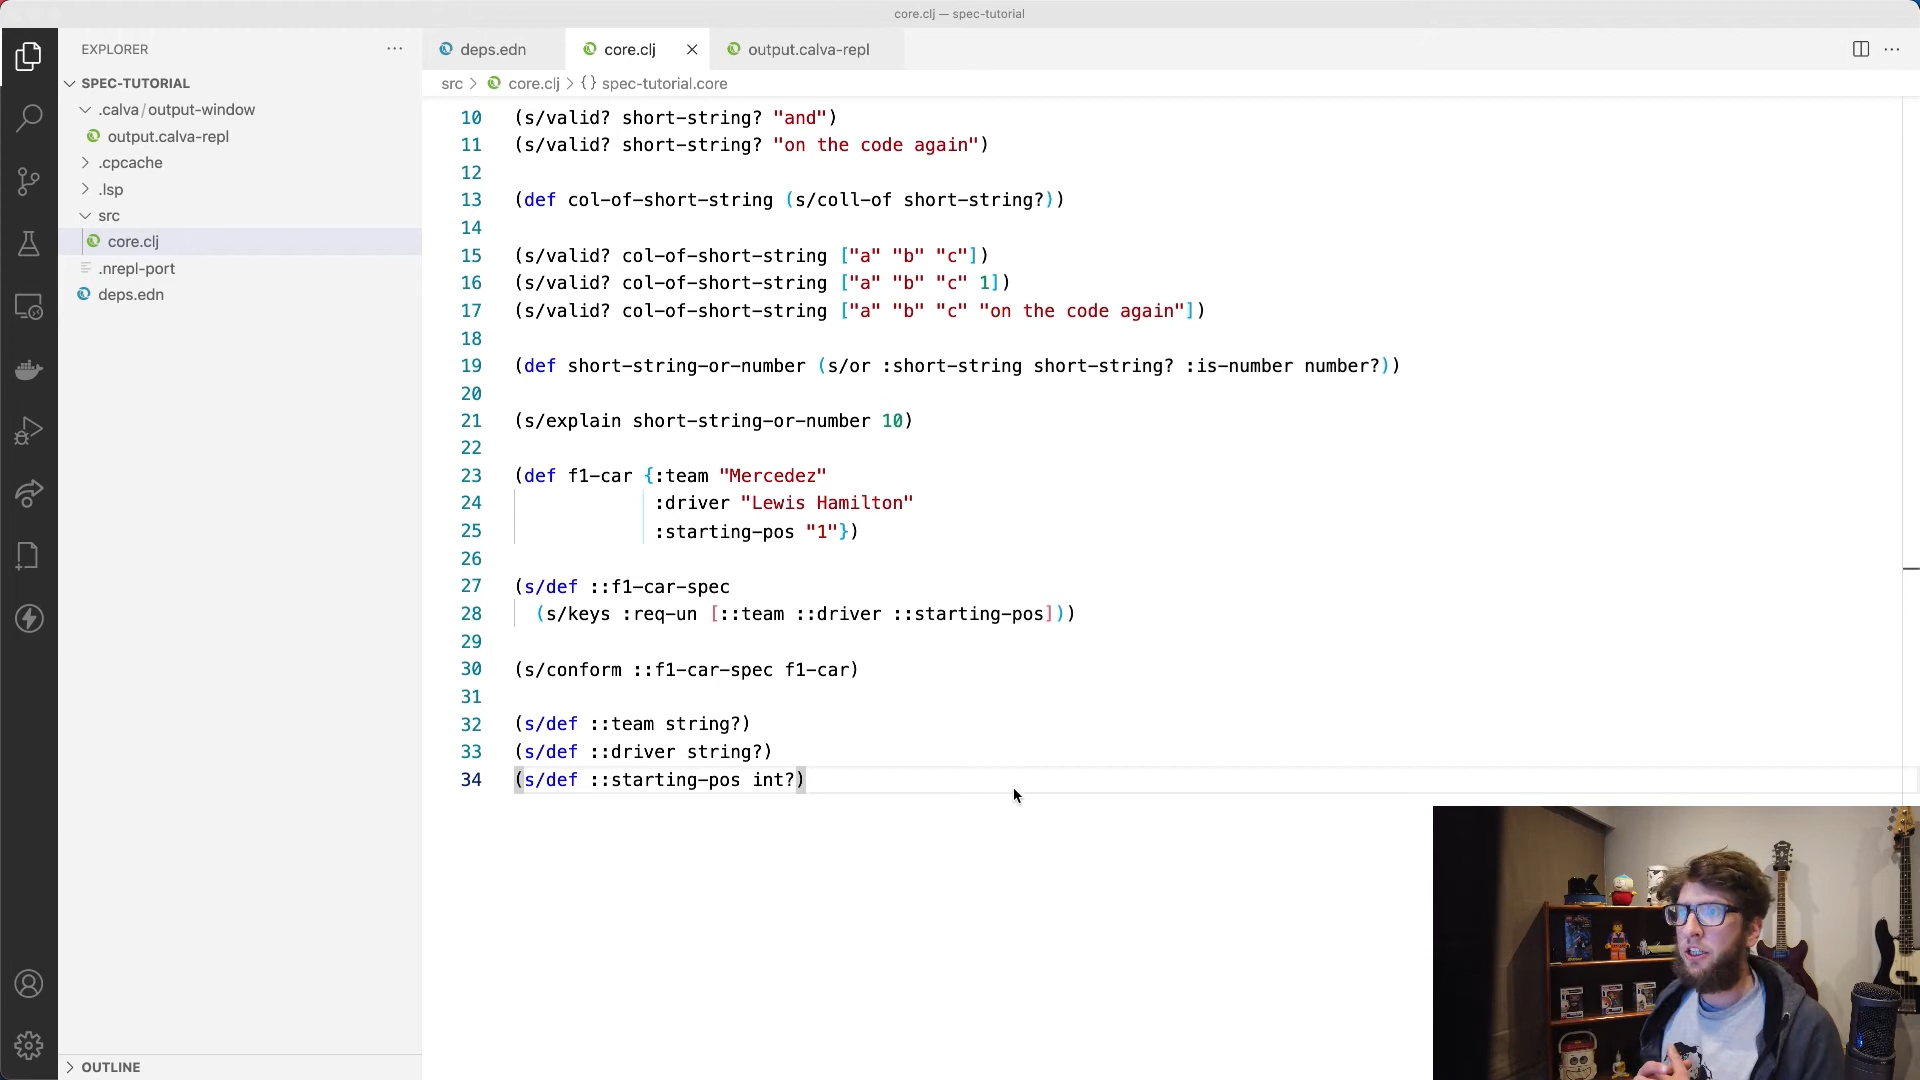 core.clj — spec-tutorial
EXPLORER
deps.edn
core.clj
output.calva-repl
SPEC-TUTORIAL
src > core.clj > {} spec-tutorial.core
.calva/output-window
output.calva-repl
.cpcache
.lsp
src
core.clj
.nrepl-port
deps.edn
10 (s/valid? short-string? "and")
11 (s/valid? short-string? "on the code again")
12
13 (def col-of-short-string (s/coll-of short-string?))
14
15 (s/valid? col-of-short-string ["a" "b" "c"])
16 (s/valid? col-of-short-string ["a" "b" "c" 1])
17 (s/valid? col-of-short-string ["a" "b" "c" "on the code again"])
18
19 (def short-string-or-number (s/or :short-string short-string? :is-number number?))
20
21 (s/explain short-string-or-number 10)
22
23 (def f1-car {:team "Mercedez"
24 :driver "Lewis Hamilton"
25 :starting-pos "1"})
26
27 (s/def ::f1-car-spec
28 (s/keys :req-un [::team ::driver ::starting-pos]))
29
30 (s/conform ::f1-car-spec f1-car)
31
32 (s/def ::team string?)
33 (s/def ::driver string?)
34 (s/def ::starting-pos int?)
OUTLINE